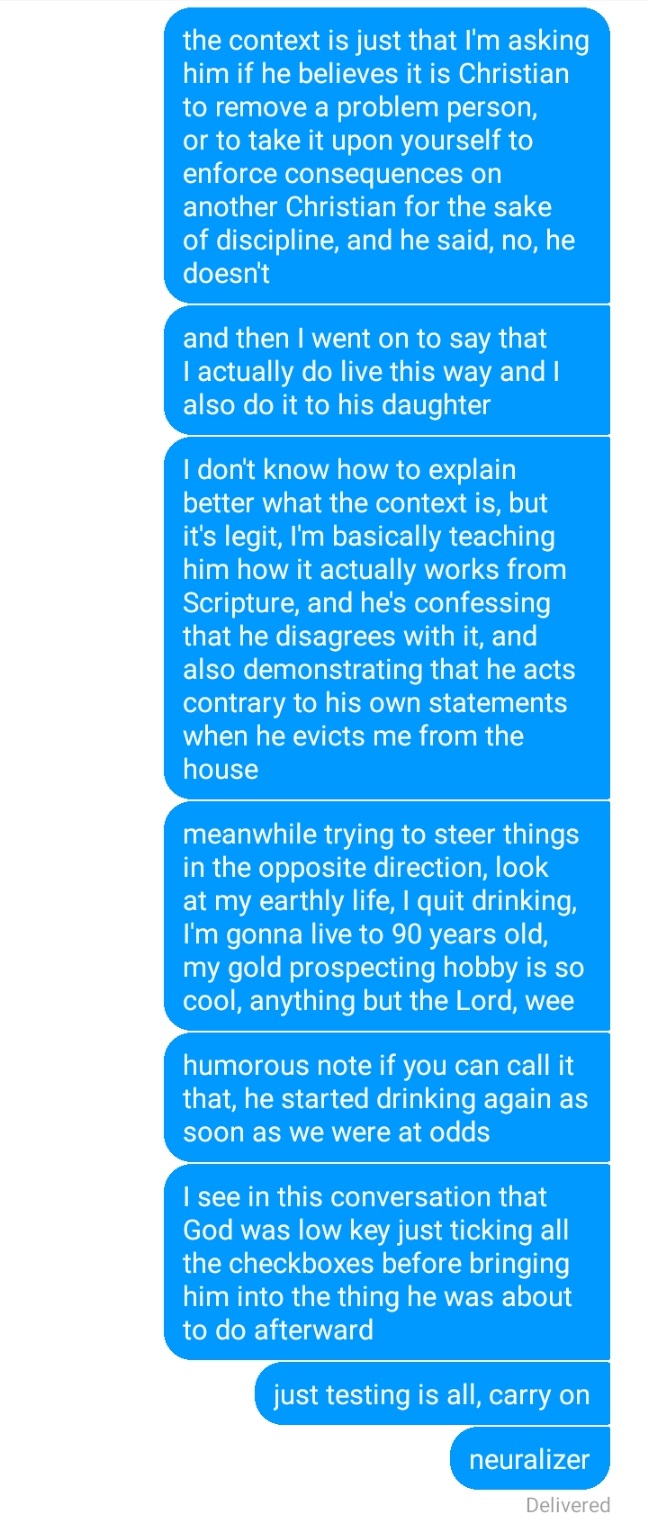 the context is just that I'm asking
him if he believes it is Christian
to remove a problem person,
or to take it upon yourself to
enforce consequences on
another Christian for the sake
of discipline, and he said, no, he
doesn't
and then I went on to say that
I actually do live this way and I
also do it to his daughter
I don't know how to explain
better what the context is, but
it's legit, I'm basically teaching
him how it actually works from
Scripture, and he's confessing
that he disagrees with it, and
also demonstrating that he acts
contrary to his own statements
when he evicts me from the
house
meanwhile trying to steer things
in the opposite direction, look
at my earthly life, I quit drinking,
I'm gonna live to 90 years old,
my gold prospecting hobby is so
cool, anything but the Lord, wee
humorous note if you can call it
that, he started drinking again as
soon as we were at odds
I see in this conversation that
God was low key just ticking all
the checkboxes before bringing
him into the thing he was about
to do afterward
just testing is all, carry on
neuralizer
Delivered